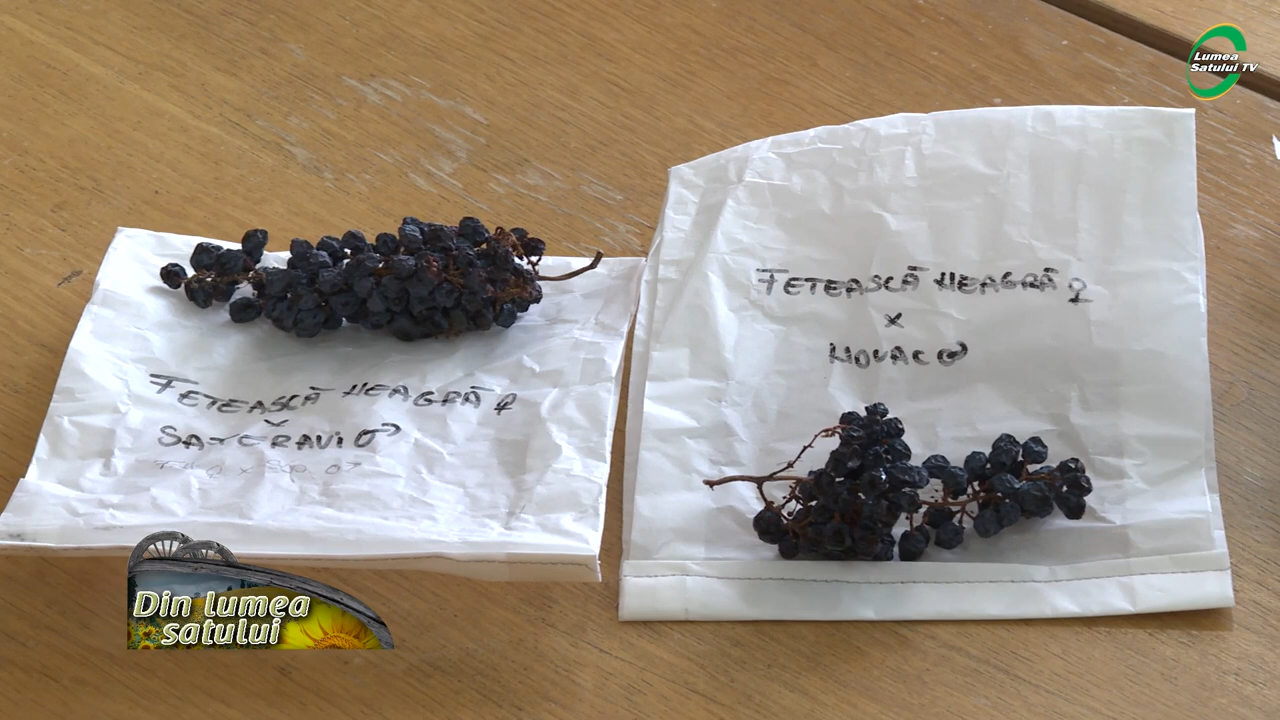 Lumea
Satului TV
FETEASCĂ NEAGRĂ ♀
x
SAPERAVI ♂
FETEASCĂ NEAGRĂ ♀
x
NOVAC ♂
Din lumea
satului